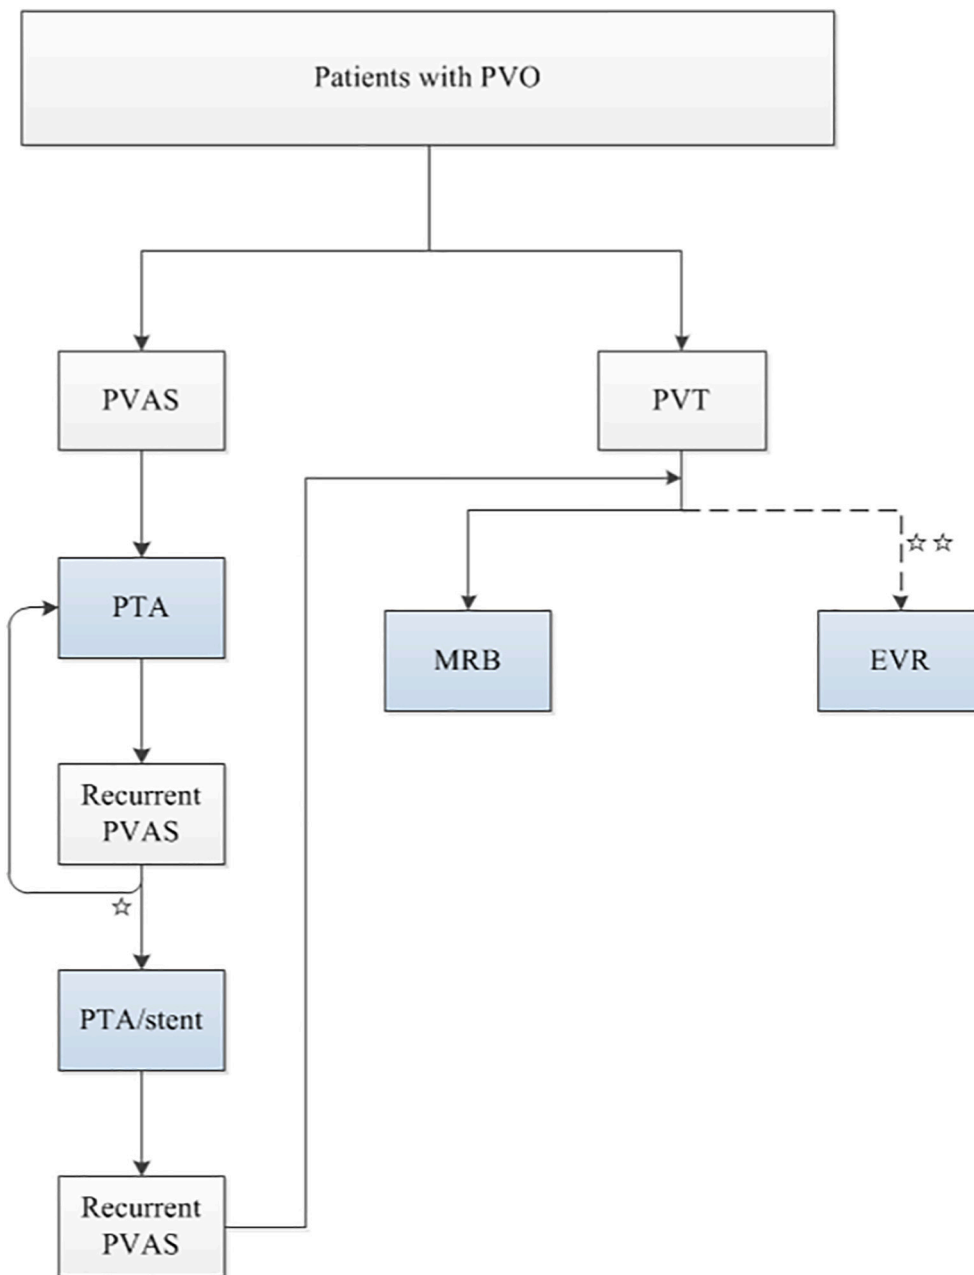 Patients with PVO
PVAS
PVT
PTA
☆☆
MRB
EVR
Recurrent
PVAS
☆
PTA/stent
Recurrent
PVAS